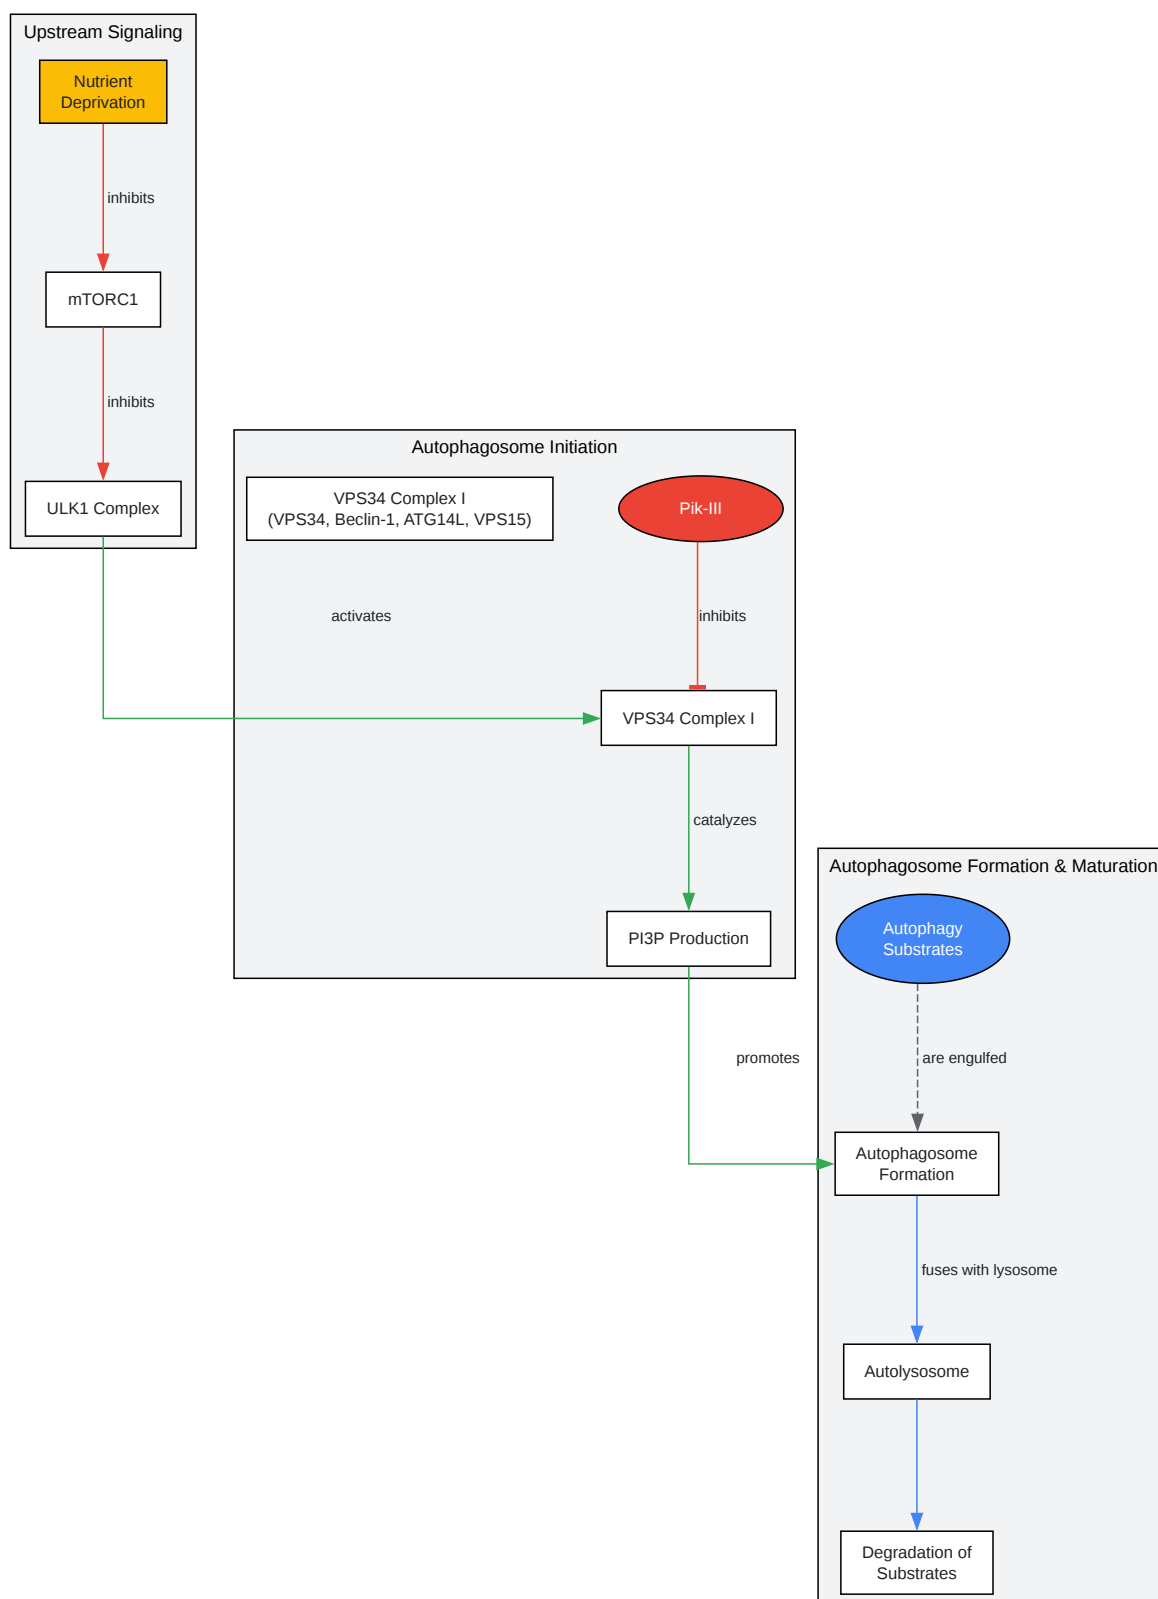 Upstream Signaling
Nutrient
Deprivation
inhibits
mTORC1
inhibits
ULK1 Complex
Autophagosome Initiation
VPS34 Complex I
(VPS34, Beclin-1, ATG14L, VPS15)
Pik-III
activates
inhibits
VPS34 Complex I
catalyzes
PI3P Production
promotes
Autophagosome Formation & Maturation
Autophagy
Substrates
are engulfed
Autophagosome
Formation
fuses with lysosome
Autolysosome
Degradation of
Substrates